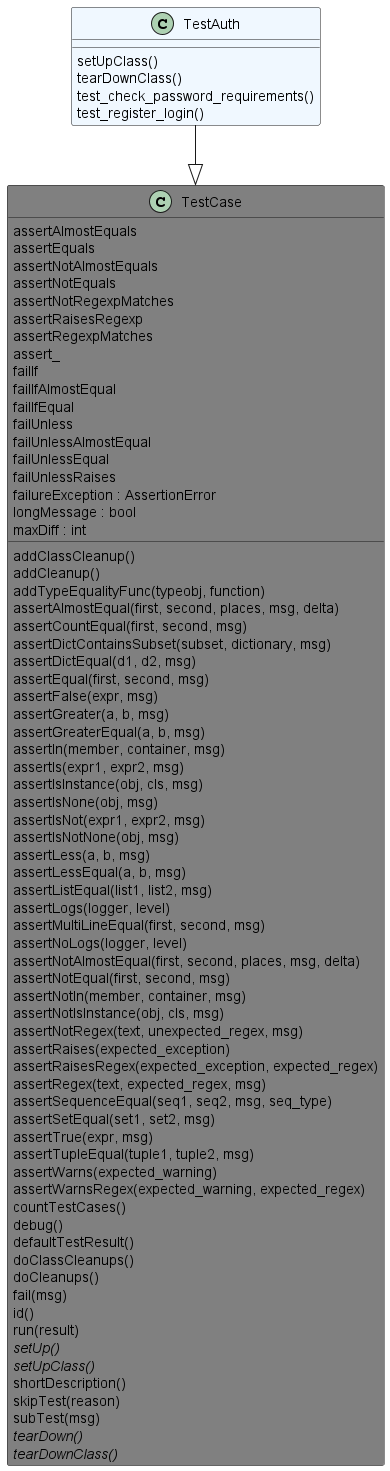 C TestAuth
setUpClass()
tearDownClass()
test_check_password_requirements()
test_register_login()
C TestCase
assertAlmostEquals
assertEquals
assertNotAlmostEquals
assertNotEquals
assertNotRegexpMatches
assertRaisesRegexp
assertRegexpMatches
assert_
failIf
failIfAlmostEqual
failIfEqual
failUnless
failUnlessAlmostEqual
failUnlessEqual
failUnlessRaises
failureException : AssertionError
longMessage : bool
maxDiff : int
addClassCleanup()
addCleanup()
addTypeEqualityFunc(typeobj, function)
assertAlmostEqual(first, second, places, msg, delta)
assertCountEqual(first, second, msg)
assertDictContainsSubset(subset, dictionary, msg)
assertDictEqual(d1, d2, msg)
assertEqual(first, second, msg)
assertFalse(expr, msg)
assertGreater(a, b, msg)
assertGreaterEqual(a, b, msg)
assertIn(member, container, msg)
assertIs(expr1, expr2, msg)
assertIsInstance(obj, cls, msg)
assertIsNone(obj, msg)
assertIsNot(expr1, expr2, msg)
assertIsNotNone(obj, msg)
assertLess(a, b, msg)
assertLessEqual(a, b, msg)
assertListEqual(list1, list2, msg)
assertLogs(logger, level)
assertMultiLineEqual(first, second, msg)
assertNoLogs(logger, level)
assertNotAlmostEqual(first, second, places, msg, delta)
assertNotEqual(first, second, msg)
assertNotIn(member, container, msg)
assertNotIsInstance(obj, cls, msg)
assertNotRegex(text, unexpected_regex, msg)
assertRaises(expected_exception)
assertRaisesRegex(expected_exception, expected_regex)
assertRegex(text, expected_regex, msg)
assertSequenceEqual(seq1, seq2, msg, seq_type)
assertSetEqual(set1, set2, msg)
assertTrue(expr, msg)
assertTupleEqual(tuple1, tuple2, msg)
assertWarns(expected_warning)
assertWarnsRegex(expected_warning, expected_regex)
countTestCases()
debug()
defaultTestResult()
doClassCleanups()
doCleanups()
fail(msg)
id()
run(result)
setUp()
setUpClass()
shortDescription()
skipTest(reason)
subTest(msg)
tearDown()
tearDownClass()